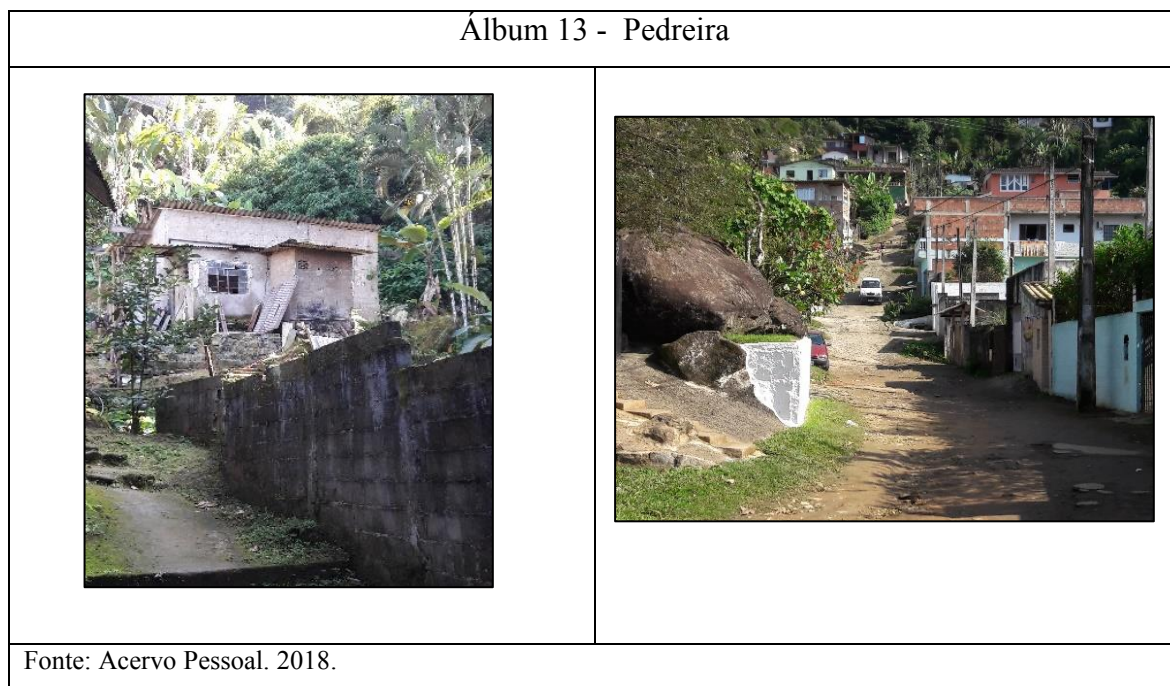 Álbum 13 - Pedreira
Fonte: Acervo Pessoal. 2018.